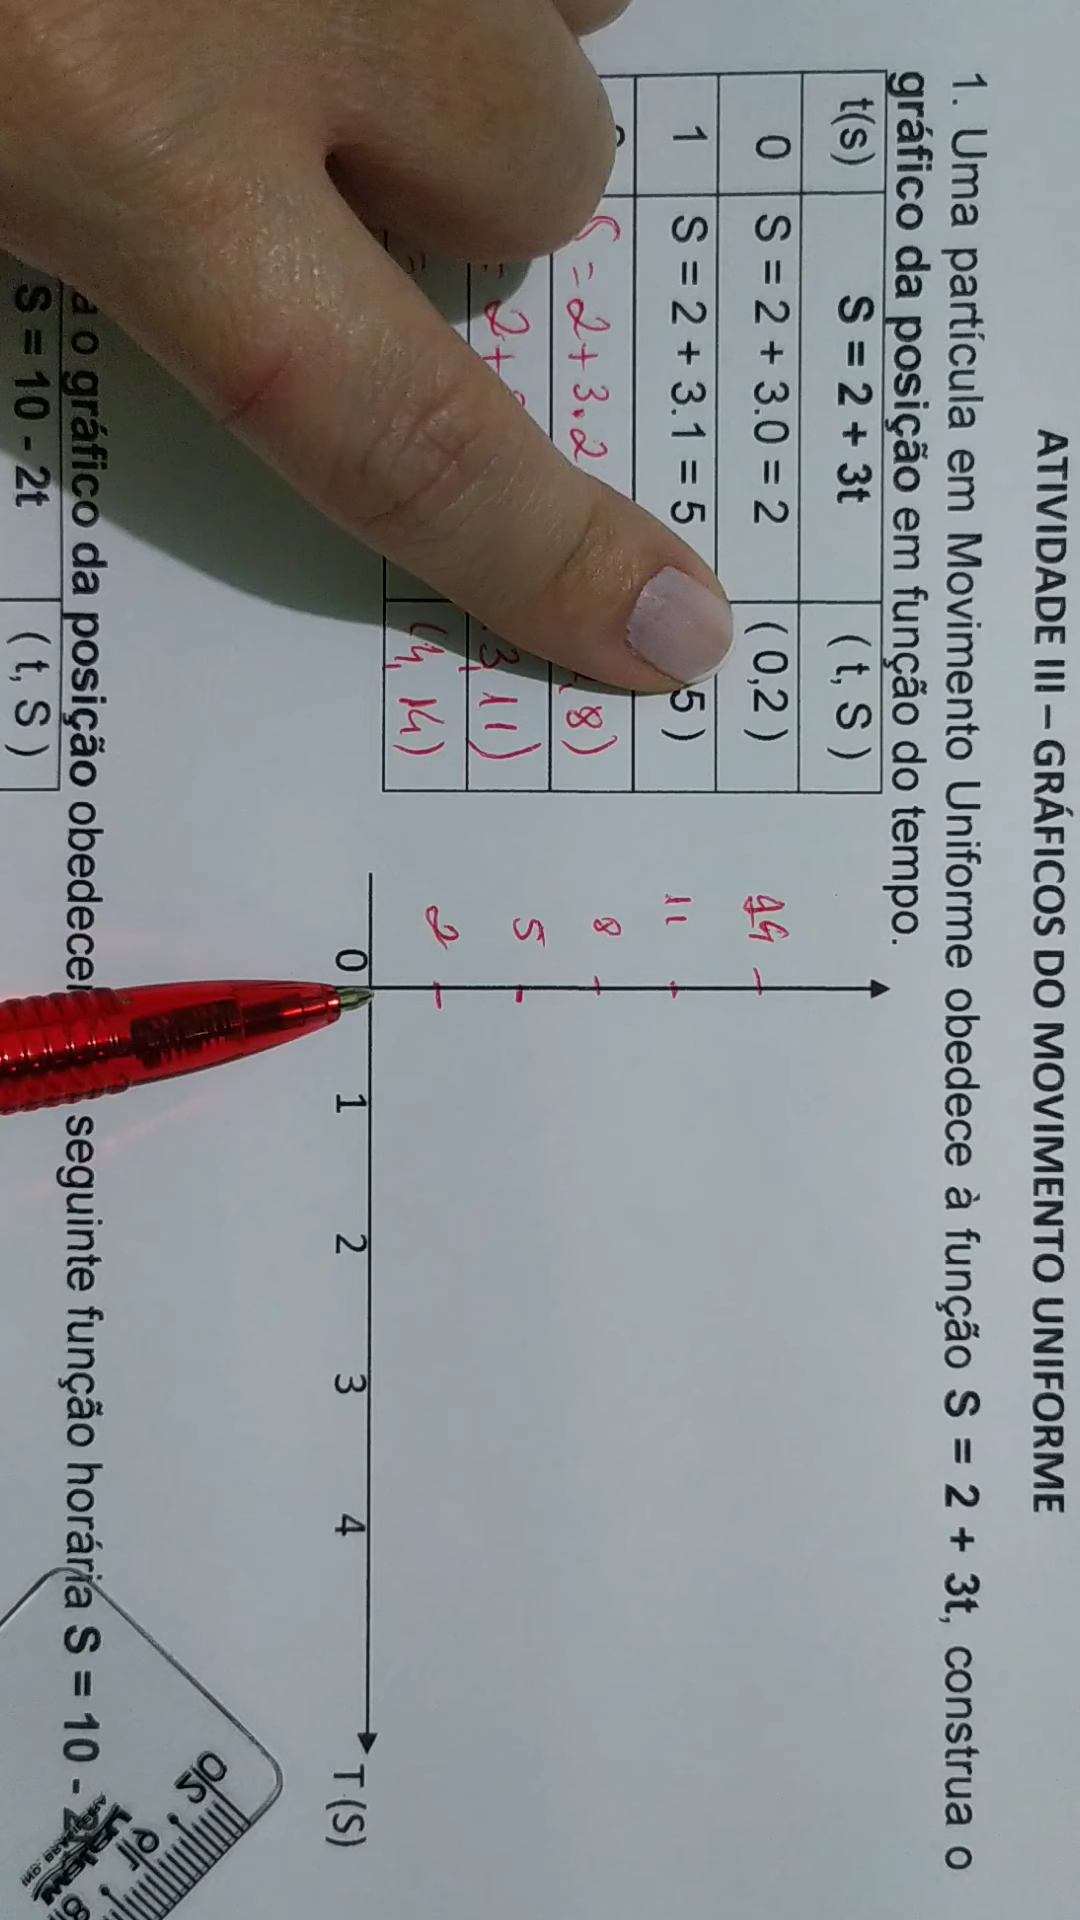 ATIVIDADE III – GRÁFICOS DO MOVIMENTO UNIFORME
1. Uma partícula em Movimento Uniforme obedece à função S = 2 + 3t, construa o
gráfico da posição em função do tempo.
t(s) S = 2 + 3t ( t, S )
0 S = 2 + 3.0 = 2 ( 0,2 )
1 S = 2 + 3.1 = 5 5 )
S = 2 + 3.2 8)
= 2 + 3, 11)
(4, 14)
14
11
8
5
2
0 1 2 3 4 T (S)
a o gráfico da posição seguinte função horária S = 10 -
S = 10 - 2t ( t, S )